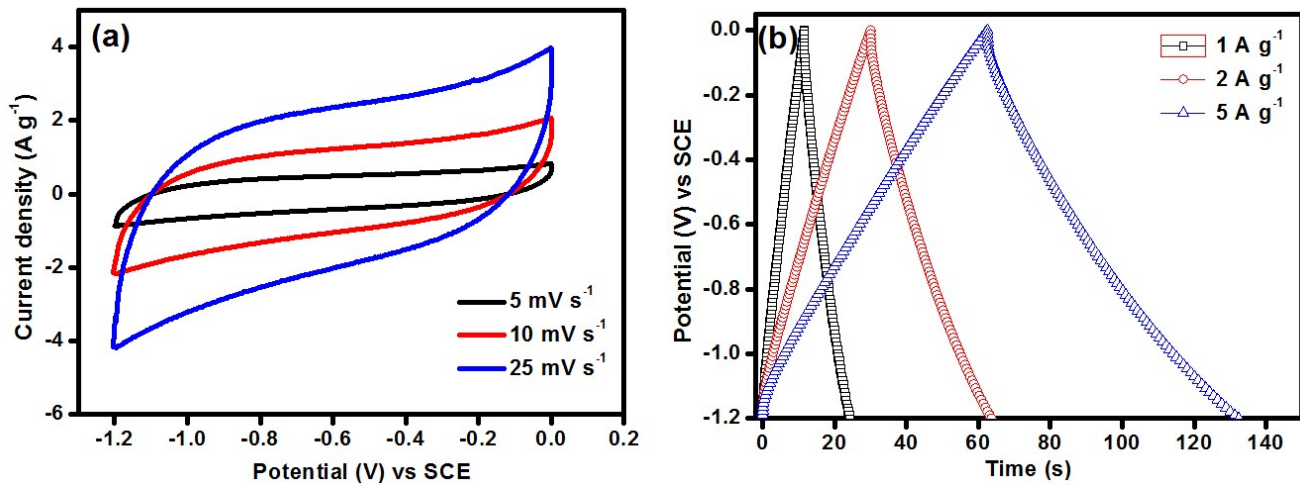 (a)
Current density (A g⁻¹)
4
2
0
-2
-4
-6
-1.2 -1.0 -0.8 -0.6 -0.4 -0.2 0.0 0.2
Potential (V) vs SCE
5 mV s⁻¹
10 mV s⁻¹
25 mV s⁻¹
(b)
Potential (V) vs SCE
0.0
-0.2
-0.4
-0.6
-0.8
-1.0
-1.2
0 20 40 60 80 100 120 140
Time (s)
1 A g⁻¹
2 A g⁻¹
5 A g⁻¹